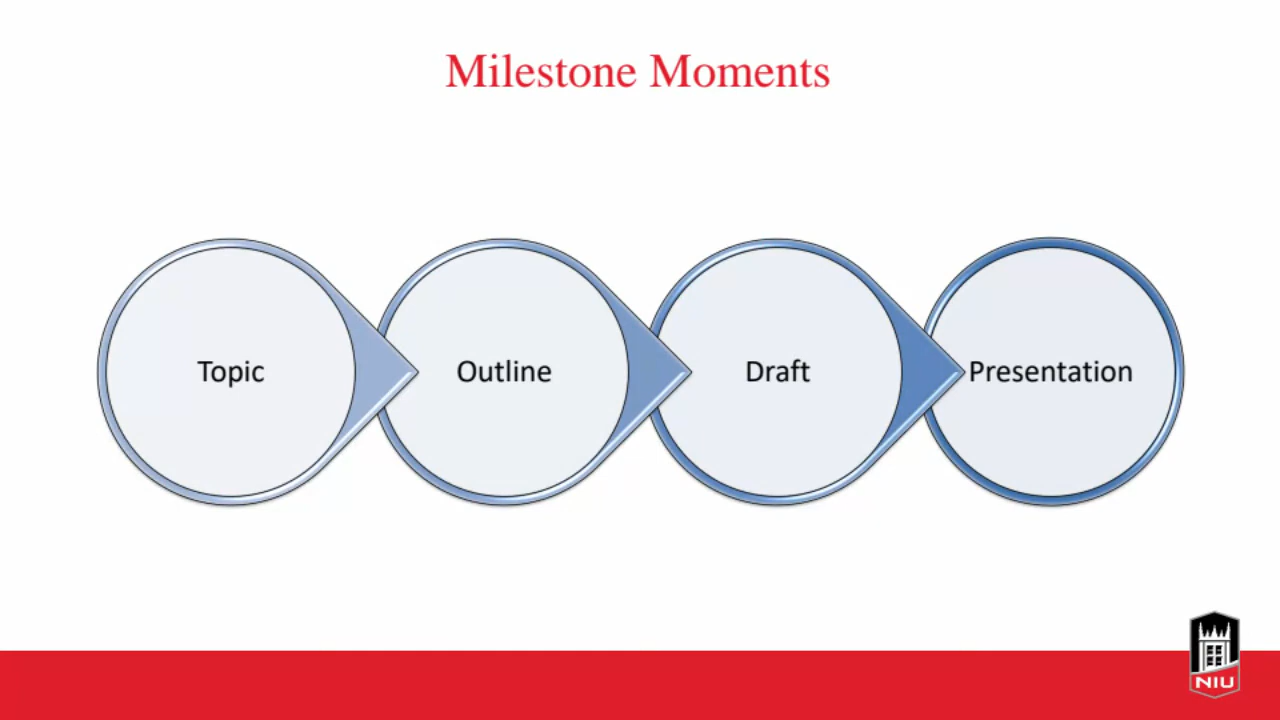 Milestone Moments
Topic
Outline
Draft
Presentation
NIU